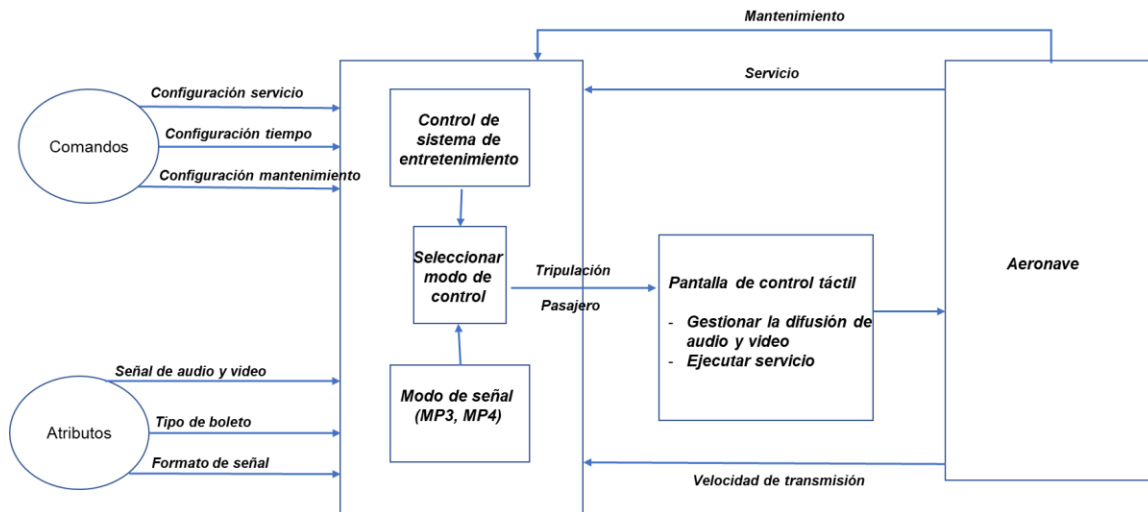 Mantenimiento
Servicio
Configuración servicio
Comandos
Configuración tiempo
Configuración mantenimiento
Control de
sistema de
entretenimiento
Seleccionar
modo de
control
Tripulación
Pasajero
Pantalla de control táctil
- Gestionar la difusión de
audio y video
- Ejecutar servicio
Aeronave
Señal de audio y video
Atributos
Tipo de boleto
Formato de señal
Modo de señal
(MP3, MP4)
Velocidad de transmisión